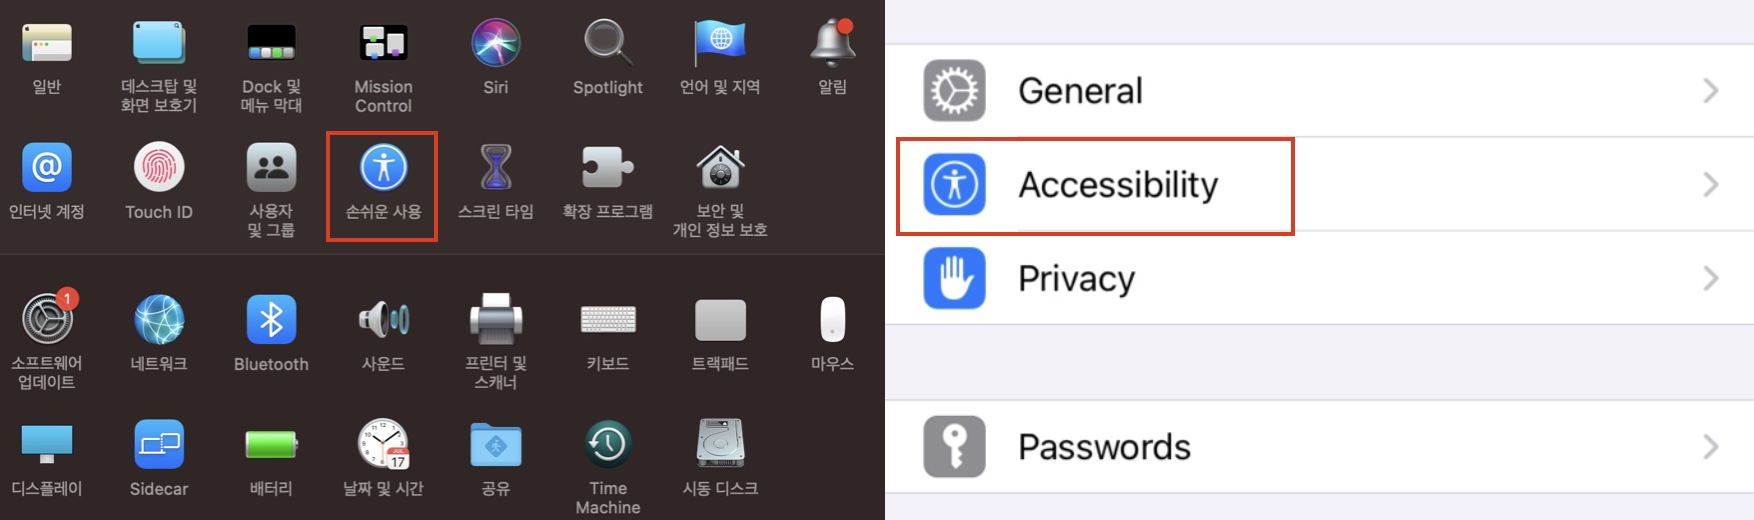 일반
데스크탑 및
화면 보호기
Dock 및
메뉴 막대
Mission
Control
Siri
Spotlight
언어 및 지역
알림
@
인터넷 계정
Touch ID
사용자
및 그룹
손쉬운 사용
스크린 타임
확장 프로그램
보안 및
개인 정보 보호
1
소프트웨어
업데이트
네트워크
Bluetooth
사운드
프린터 및
스캐너
키보드
트랙패드
마우스
디스플레이
Sidecar
배터리
17
날짜 및 시간
공유
Time
Machine
시동 디스크
General
Accessibility
Privacy
Passwords